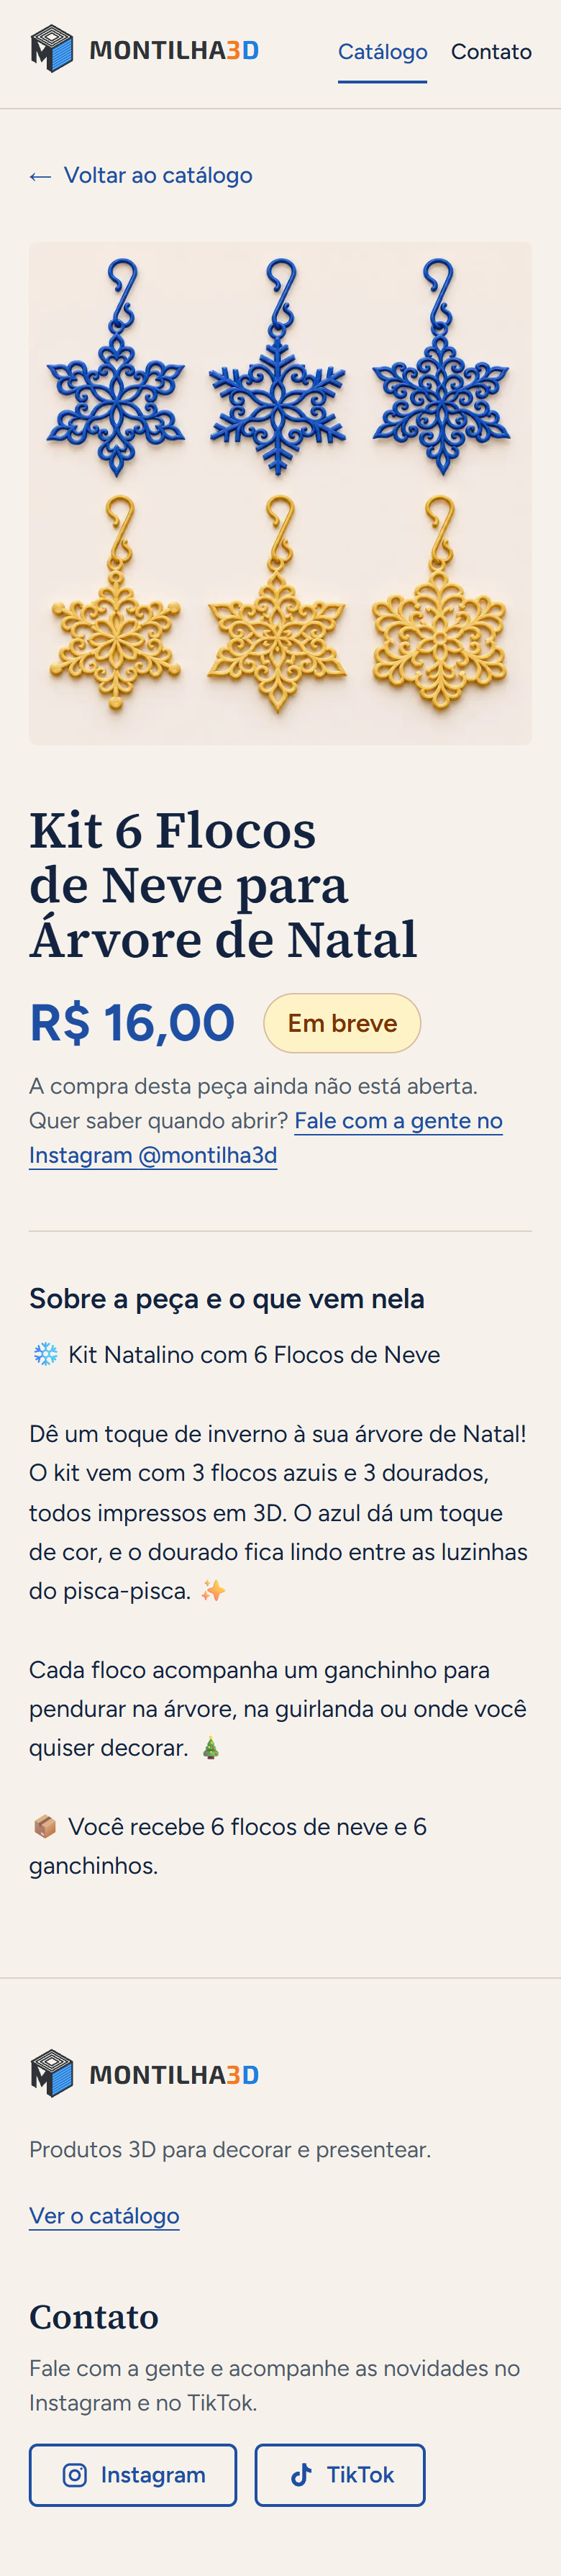 MONTILHA3D
Catálogo
Contato
← Voltar ao catálogo
Kit 6 Flocos
de Neve para
Árvore de Natal
R$ 16,00
Em breve
A compra desta peça ainda não está aberta.
Quer saber quando abrir? Fale com a gente no
Instagram @montilha3d
Sobre a peça e o que vem nela
❄️ Kit Natalino com 6 Flocos de Neve
Dê um toque de inverno à sua árvore de Natal!
O kit vem com 3 flocos azuis e 3 dourados,
todos impressos em 3D. O azul dá um toque
de cor, e o dourado fica lindo entre as luzinhas
do pisca-pisca. ✨
Cada floco acompanha um ganchinho para
pendurar na árvore, na guirlanda ou onde você
quiser decorar. 🎄
📦 Você recebe 6 flocos de neve e 6
ganchinhos.
MONTILHA3D
Produtos 3D para decorar e presentear.
Ver o catálogo
Contato
Fale com a gente e acompanhe as novidades no
Instagram e no TikTok.
Instagram
TikTok